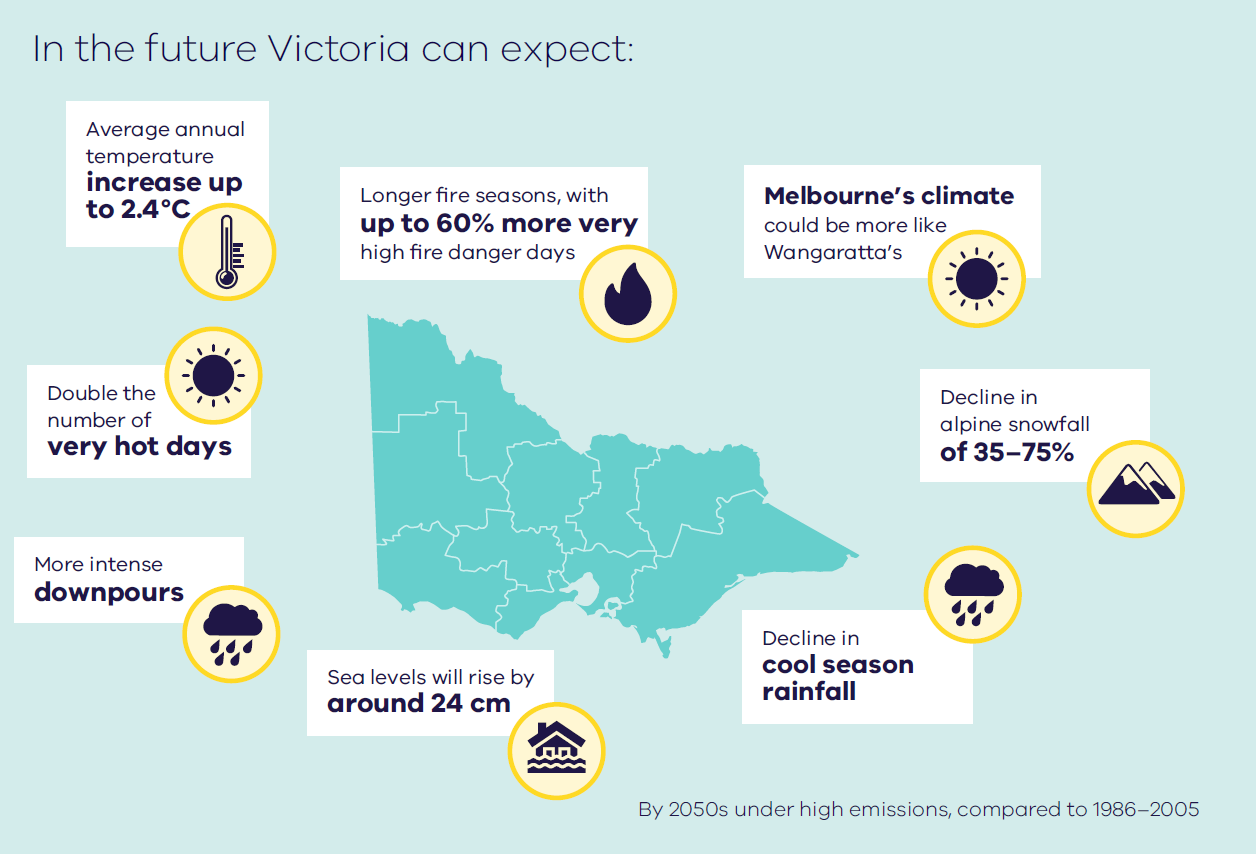 In the future Victoria can expect:
Average annual
temperature
increase up
to 2.4°C
Longer fire seasons, with
up to 60% more very
high fire danger days
Melbourne’s climate
could be more like
Wangaratta’s
Double the
number of
very hot days
Decline in
alpine snowfall
of 35–75%
More intense
downpours
Sea levels will rise by
around 24 cm
Decline in
cool season
rainfall
By 2050s under high emissions, compared to 1986–2005